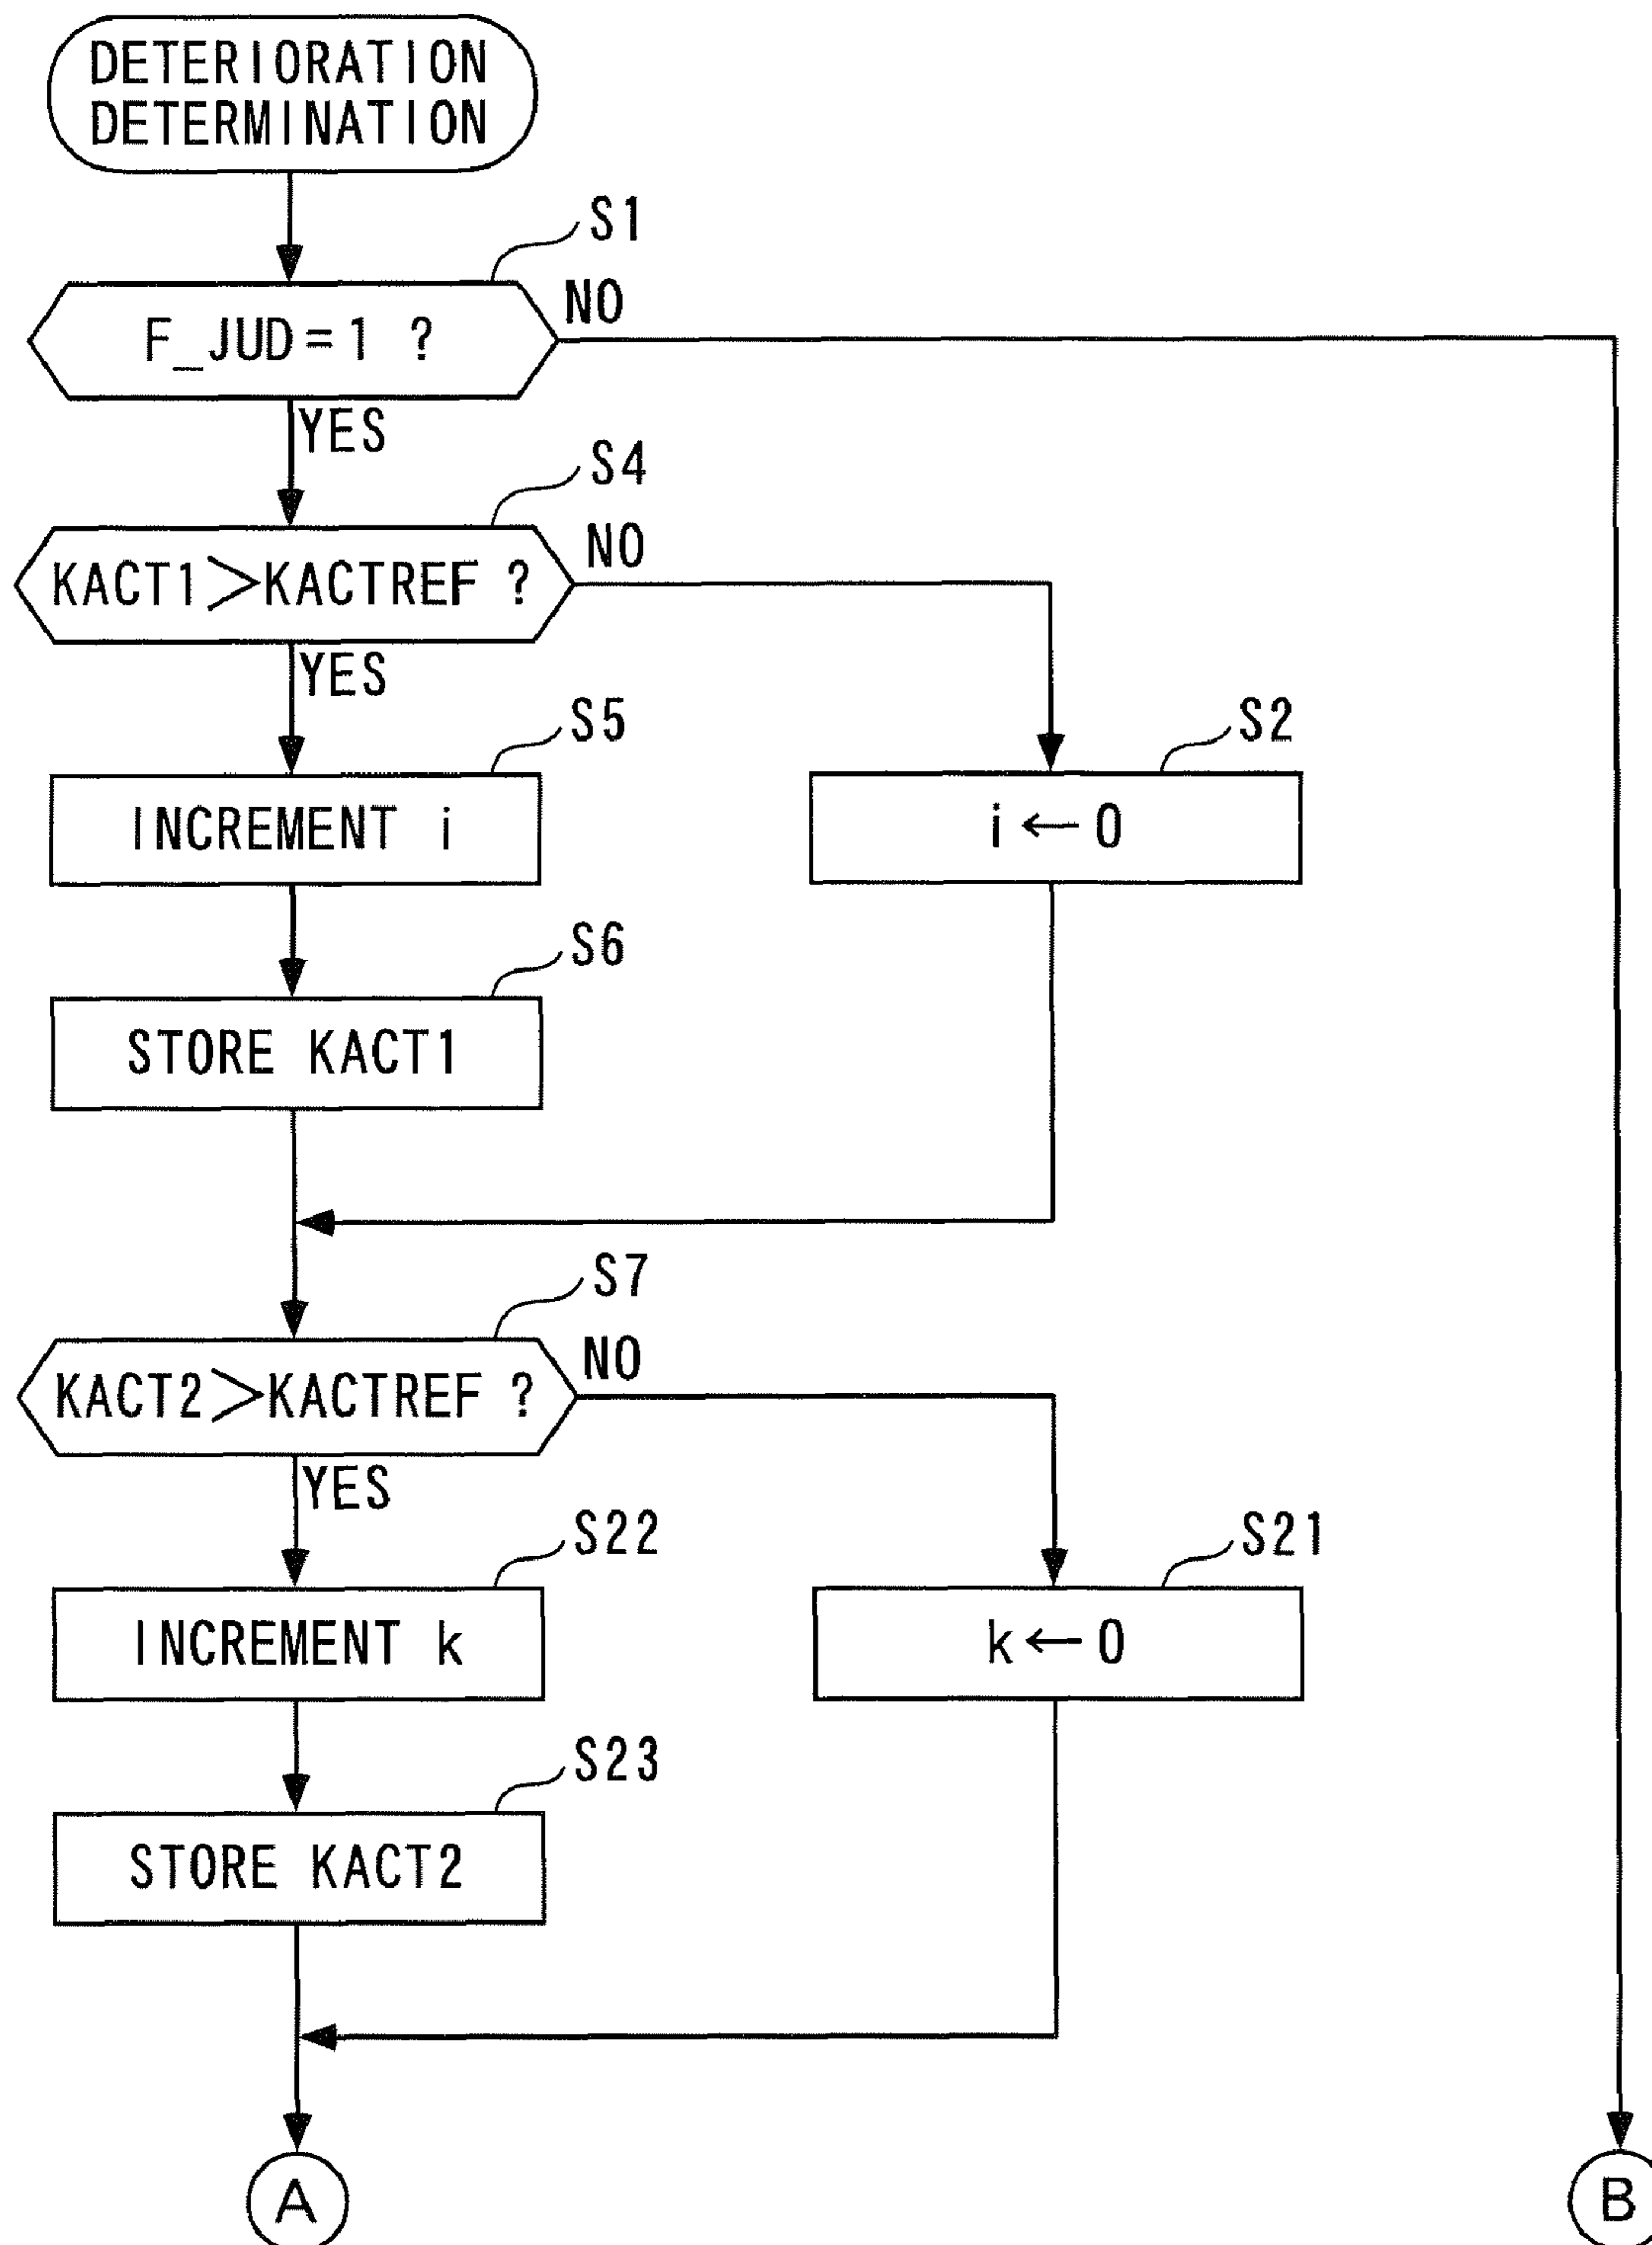 DETERIORATION
DETERMINATION
S1
F_JUD=1 ?
NO
YES
S4
KACT1>KACTREF ?
NO
YES
S5
INCREMENT i
S2
i←0
S6
STORE KACT1
S7
KACT2>KACTREF ?
NO
YES
S22
INCREMENT k
S21
k←0
S23
STORE KACT2
A
B